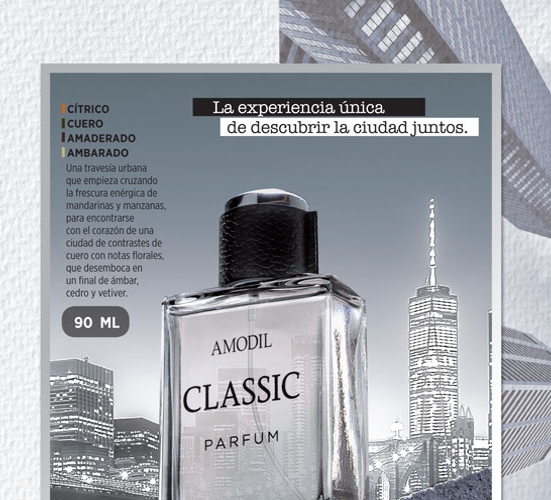 La experiencia única
de descubrir la ciudad juntos.
CÍTRICO
CUERO
AMADERADO
AMBARADO
Una travesía urbana
que empieza cruzando
la frescura enérgica de
mandarinas y manzanas,
para encontrarse
con el corazón de una
ciudad de contrastes de
cuero con notas florales,
que desemboca en
un final de ámbar,
cedro y vetiver.
90 ML
AMODIL
CLASSIC
PARFUM